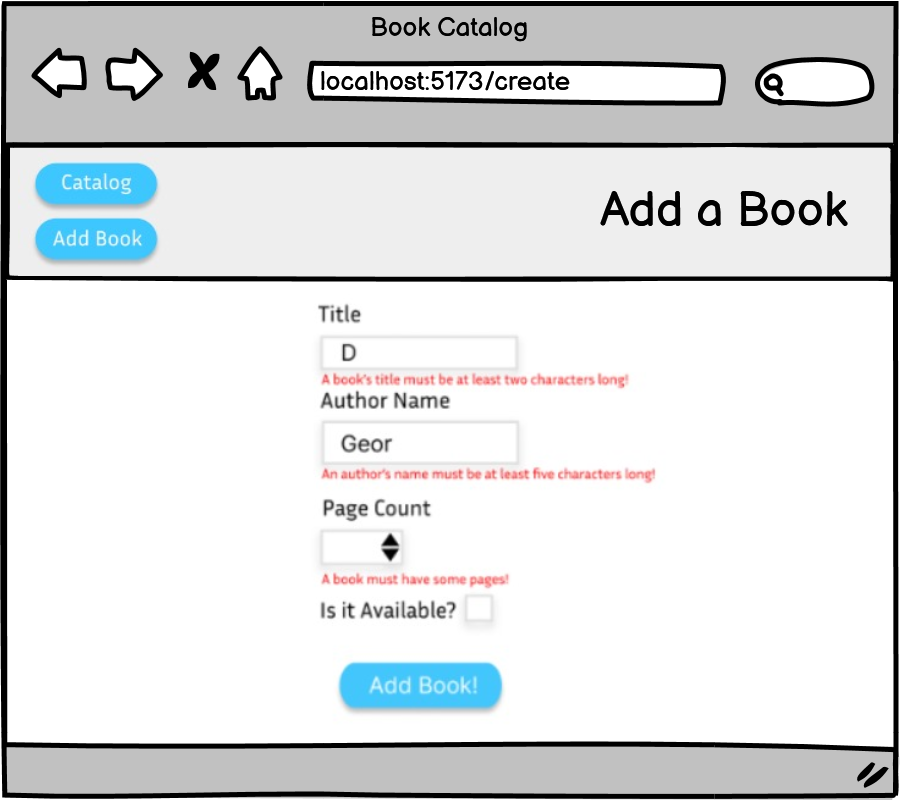 Book Catalog
localhost:5173/create
Catalog
Add Book
Add a Book
Title
D
A book's title must be at least two characters long!
Author Name
Geor
An author's name must be at least five characters long!
Page Count
A book must have some pages!
Is it Available?
Add Book!